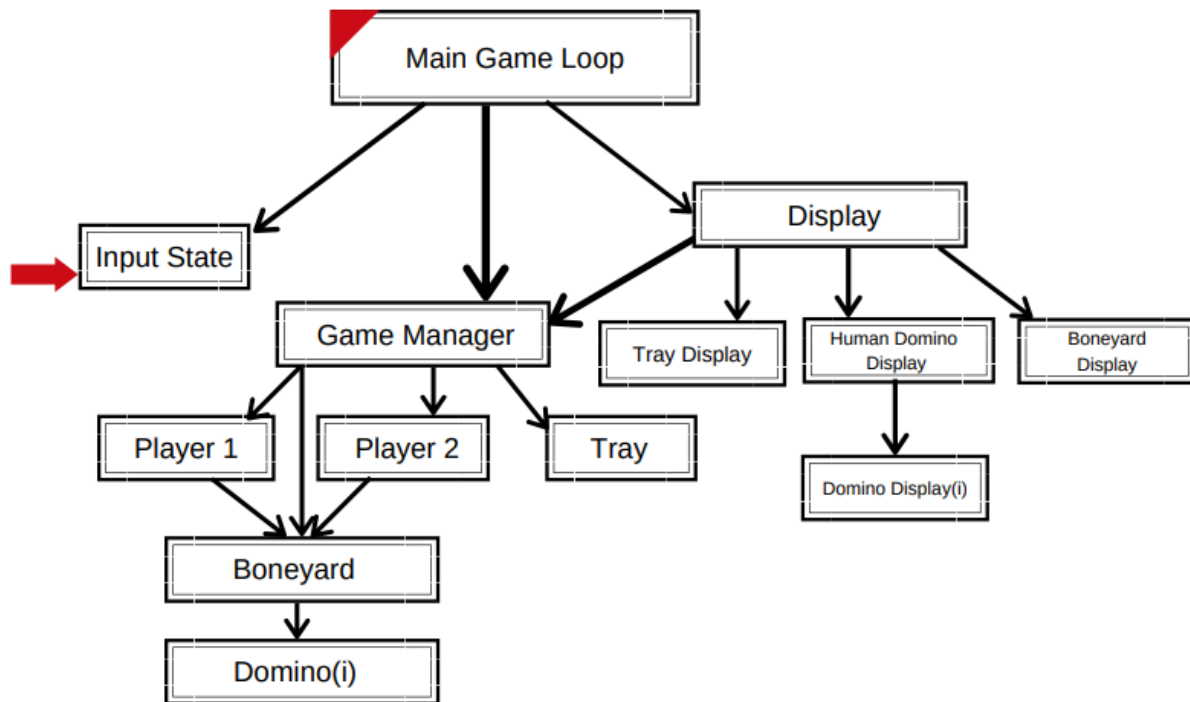 Main Game Loop
Display
Input State
Game Manager
Tray Display
Human Domino
Display
Boneyard
Display
Player 1
Player 2
Tray
Domino Display(i)
Boneyard
Domino(i)